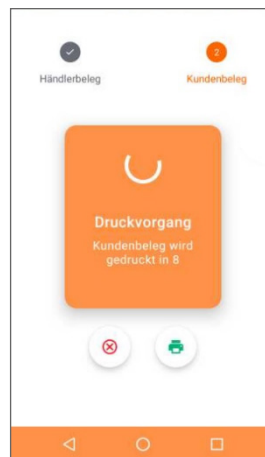 2
Händlerbeleg
Kundenbeleg
Druckvorgang
Kundenbeleg wird
gedruckt in 8